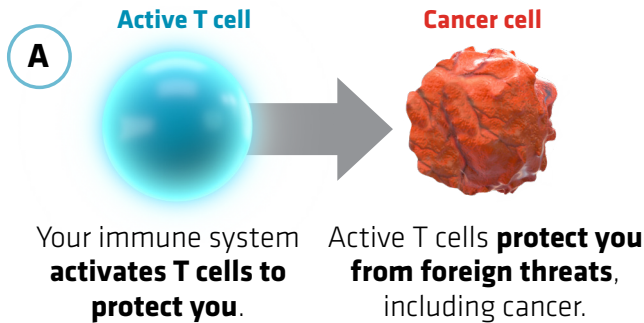 Active T cell
Cancer cell
A
Your immune system
activates T cells to
protect you.
Active T cells protect you
from foreign threats,
including cancer.